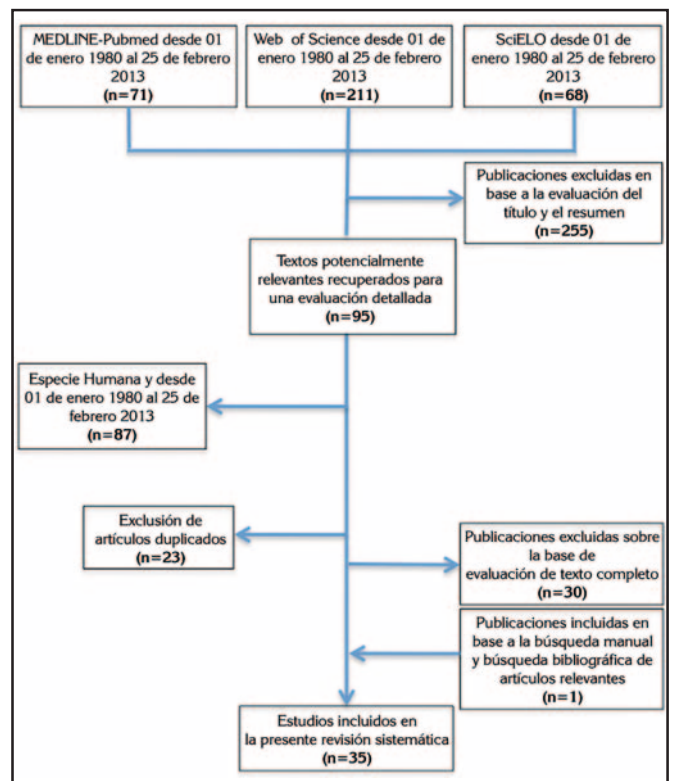 MEDLINE-Pubmed desde 01
de enero 1980 al 25 de febrero
2013
(n=71)
Web of Science desde 01 de
enero 1980 al 25 de febrero
2013
(n=211)
SciELO desde 01 de
enero 1980 al 25 de febrero
2013
(n=68)
Publicaciones excluidas en
base a la evaluación del
título y el resumen
(n=255)
Textos potencialmente
relevantes recuperados para
una evaluación detallada
(n=95)
Especie Humana y desde
01 de enero 1980 al 25 de
febrero 2013
(n=87)
Exclusión de
artículos duplicados
(n=23)
Publicaciones excluidas sobre
la base de
evaluación de texto completo
(n=30)
Publicaciones incluidas en
base a la búsqueda manual
y búsqueda bibliográfica de
artículos relevantes
(n=1)
Estudios incluidos en
la presente revisión sistemática
(n=35)